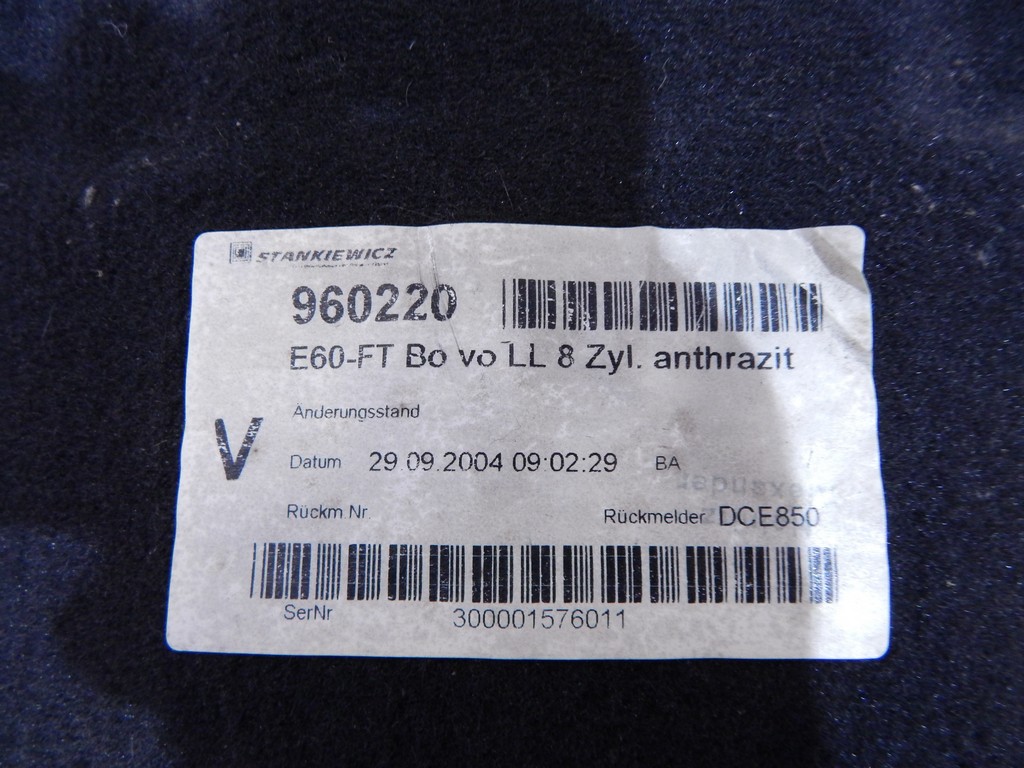 STANKIEWICZ
960220
E60-FT Bo vo LL 8 Zyl. anthrazit
Änderungsstand
V
Datum 29.09.2004 09:02:29 BA
Rückm.Nr.
Rückmelder DCE850
SerNr 300001576011